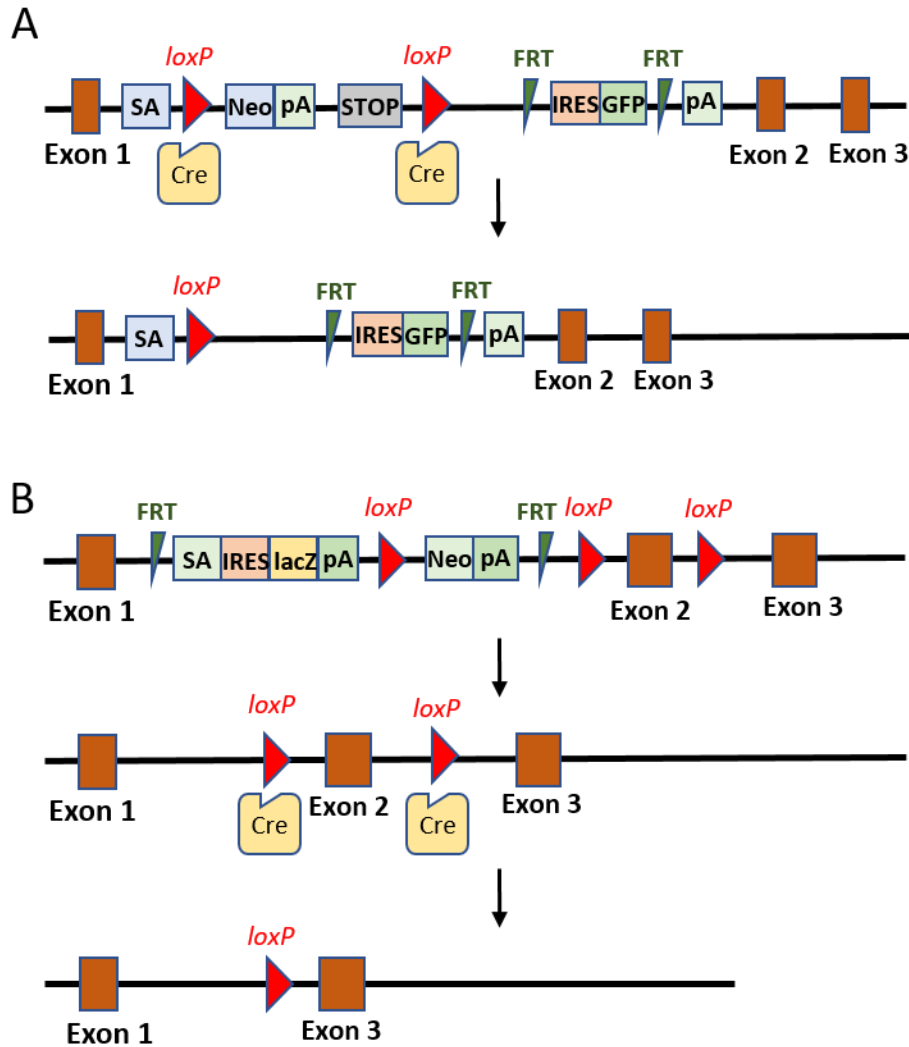 A
loxP loxP FRT FRT
SA Neo pA STOP IRES GFP pA
Exon 1 Exon 2 Exon 3
Cre Cre
loxP FRT FRT
SA IRES GFP pA
Exon 1 Exon 2 Exon 3
B
FRT loxP FRT loxP loxP
SA IRES lacZ pA Neo pA
Exon 1 Exon 2 Exon 3
loxP loxP
Exon 1 Exon 2 Exon 3
Cre Cre
loxP
Exon 1 Exon 3